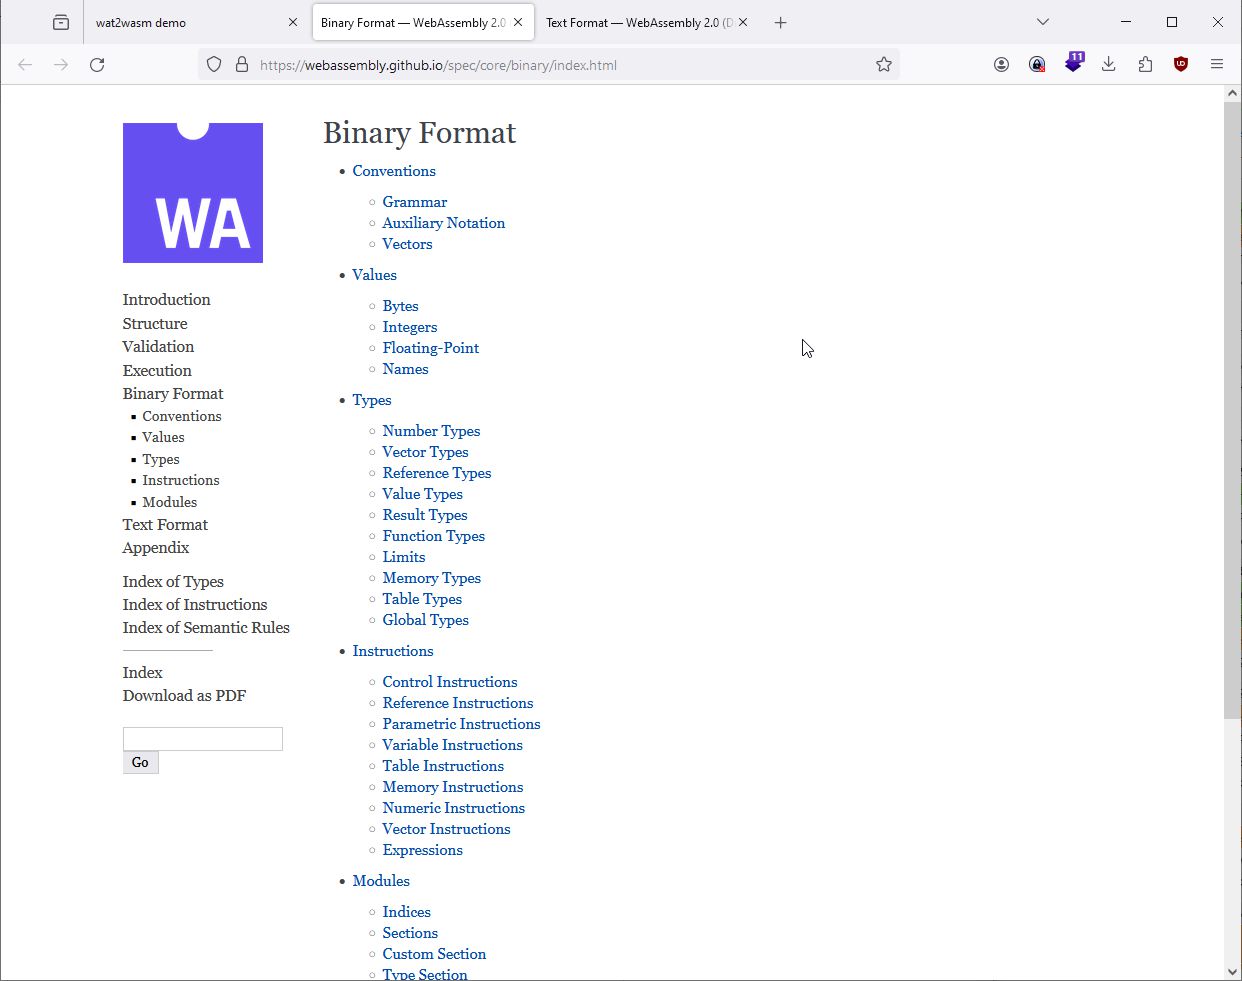 wat2wasm demo
Binary Format — WebAssembly 2.0
Text Format — WebAssembly 2.0 (D
https://webassembly.github.io/spec/core/binary/index.html
11
WA
Introduction
Structure
Validation
Execution
Binary Format
Conventions
Values
Types
Instructions
Modules
Text Format
Appendix
Index of Types
Index of Instructions
Index of Semantic Rules
Index
Download as PDF
Go
Binary Format
Conventions
Grammar
Auxiliary Notation
Vectors
Values
Bytes
Integers
Floating-Point
Names
Types
Number Types
Vector Types
Reference Types
Value Types
Result Types
Function Types
Limits
Memory Types
Table Types
Global Types
Instructions
Control Instructions
Reference Instructions
Parametric Instructions
Variable Instructions
Table Instructions
Memory Instructions
Numeric Instructions
Vector Instructions
Expressions
Modules
Indices
Sections
Custom Section
Type Section